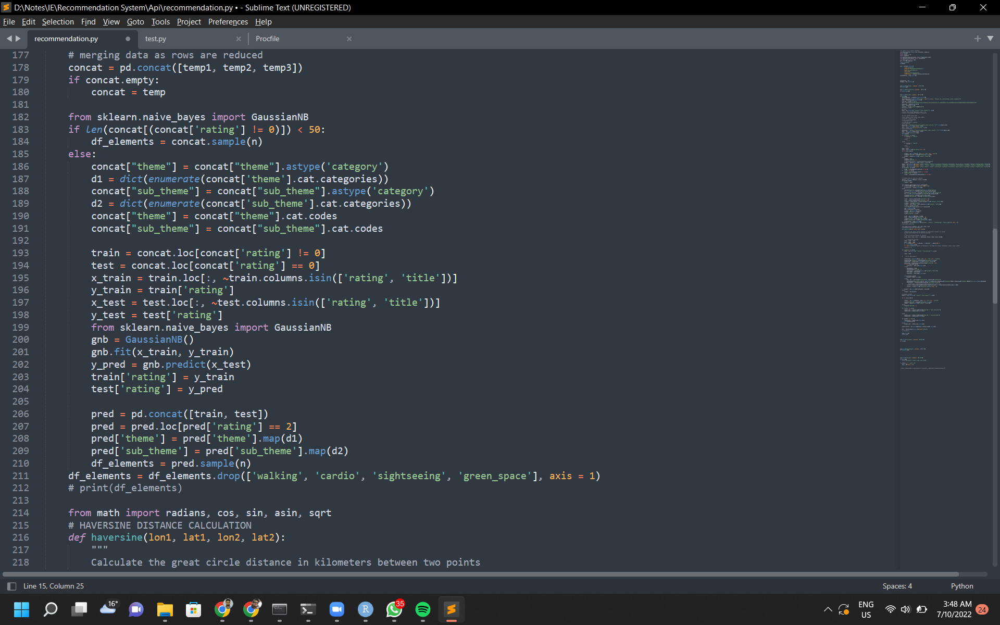 D:\Notes\IE\Recommendation System\Api\recommendation.py • - Sublime Text (UNREGISTERED)
File Edit Selection Find View Goto Tools Project Preferences Help
recommendation.py test.py Procfile
177 # merging data as rows are reduced
178 concat = pd.concat([temp1, temp2, temp3])
179 if concat.empty:
180 concat = temp
181
182 from sklearn.naive_bayes import GaussianNB
183 if len(concat[(concat['rating'] != 0)]) < 50:
184 df_elements = concat.sample(n)
185 else:
186 concat["theme"] = concat["theme"].astype('category')
187 d1 = dict(enumerate(concat['theme'].cat.categories))
188 concat["sub_theme"] = concat["sub_theme"].astype('category')
189 d2 = dict(enumerate(concat['sub_theme'].cat.categories))
190 concat["theme"] = concat["theme"].cat.codes
191 concat["sub_theme"] = concat["sub_theme"].cat.codes
192
193 train = concat.loc[concat['rating'] != 0]
194 test = concat.loc[concat['rating'] == 0]
195 x_train = train.loc[:, ~train.columns.isin(['rating', 'title'])]
196 y_train = train['rating']
197 x_test = test.loc[:, ~test.columns.isin(['rating', 'title'])]
198 y_test = test['rating']
199 from sklearn.naive_bayes import GaussianNB
200 gnb = GaussianNB()
201 gnb.fit(x_train, y_train)
202 y_pred = gnb.predict(x_test)
203 train['rating'] = y_train
204 test['rating'] = y_pred
205
206 pred = pd.concat([train, test])
207 pred = pred.loc[pred['rating'] == 2]
208 pred['theme'] = pred['theme'].map(d1)
209 pred['sub_theme'] = pred['sub_theme'].map(d2)
210 df_elements = pred.sample(n)
211 df_elements = df_elements.drop(['walking', 'cardio', 'sightseeing', 'green_space'], axis = 1)
212 # print(df_elements)
213
214 from math import radians, cos, sin, asin, sqrt
215 # HAVERSINE DISTANCE CALCULATION
216 def haversine(lon1, lat1, lon2, lat2):
217 """
218 Calculate the great circle distance in kilometers between two points
Line 15, Column 25 Spaces: 4 Python
16° 35 ENG US 3:48 AM 7/10/2022 24